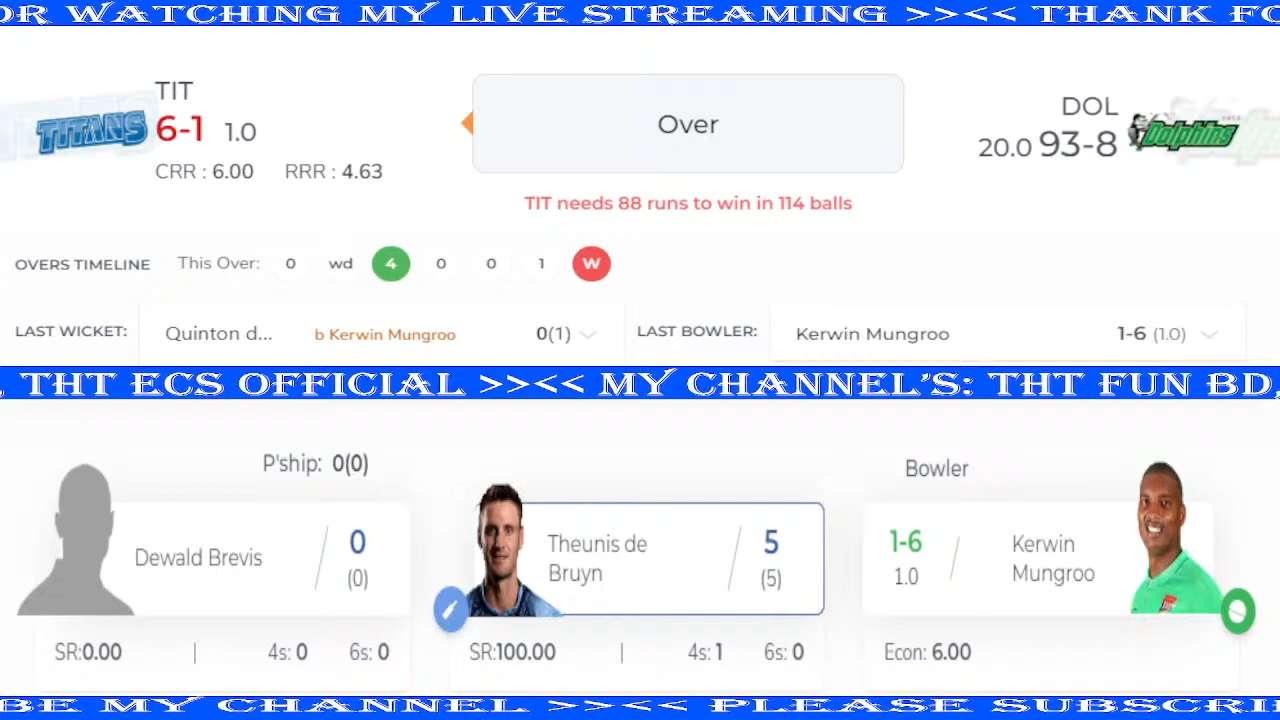 OR WATCHING MY LIVE STREAMING >><< THANK FO
TIT
TITANS
6-1 1.0
CRR : 6.00 RRR : 4.63
Over
TIT needs 88 runs to win in 114 balls
DOL
20.0 93-8
Dolphins
OVERS TIMELINE This Over: 0 wd 4 0 0 1 W
LAST WICKET: Quinton d... b Kerwin Mungroo 0(1) LAST BOWLER: Kerwin Mungroo 1-6 (1.0)
, THT ECS OFFICIAL >><< MY CHANNEL'S: THT FUN BD,
P'ship: 0(0)
Dewald Brevis
0
(0)
SR:0.00 | 4s: 0 6s: 0
Theunis de
Bruyn
5
(5)
SR:100.00 | 4s: 1 6s: 0
Bowler
1-6
1.0
Kerwin
Mungroo
Econ: 6.00
BE MY CHANNEL >><< PLEASE SUBSCRI